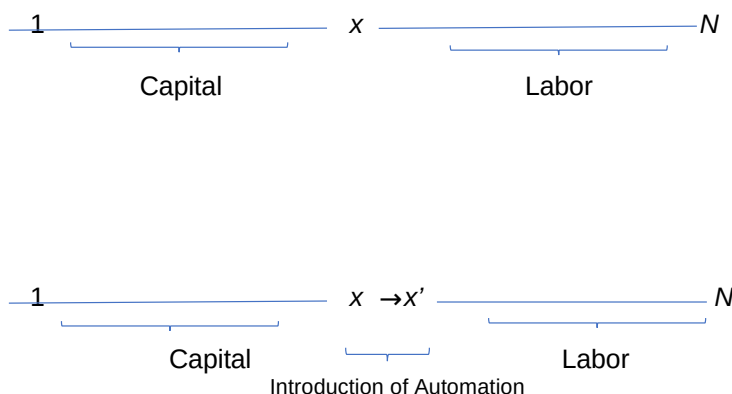 1 x N
Capital Labor
1 x →x' N
Capital Labor
Introduction of Automation